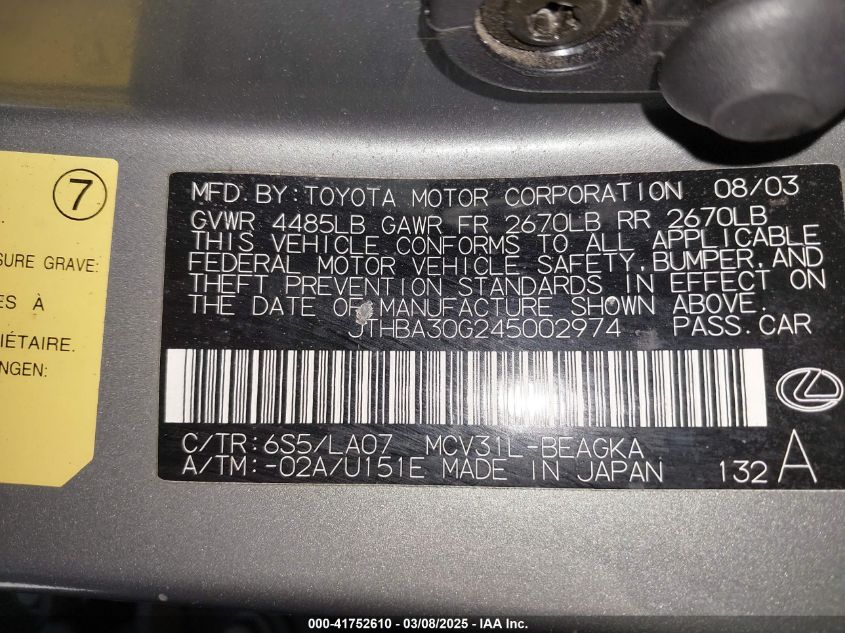 7
.
SURE GRAVE:
ES À
IÉTAIRE.
NGEN:
MFD. BY: TOYOTA MOTOR CORPORATION 08/03
GVWR 4485LB GAWR FR 2670LB RR 2670LB
THIS VEHICLE CONFORMS TO ALL APPLICABLE
FEDERAL MOTOR VEHICLE SAFETY, BUMPER, AND
THEFT PREVENTION STANDARDS IN EFFECT ON
THE DATE OF MANUFACTURE SHOWN ABOVE.
JTHBA30G245002974 PASS. CAR
C/TR: 6S5/LA07 MCV31L-BEAGKA
A/TM: -02A/U151E MADE IN JAPAN 132 A
000-41752610 - 03/08/2025 - © IAA Inc.